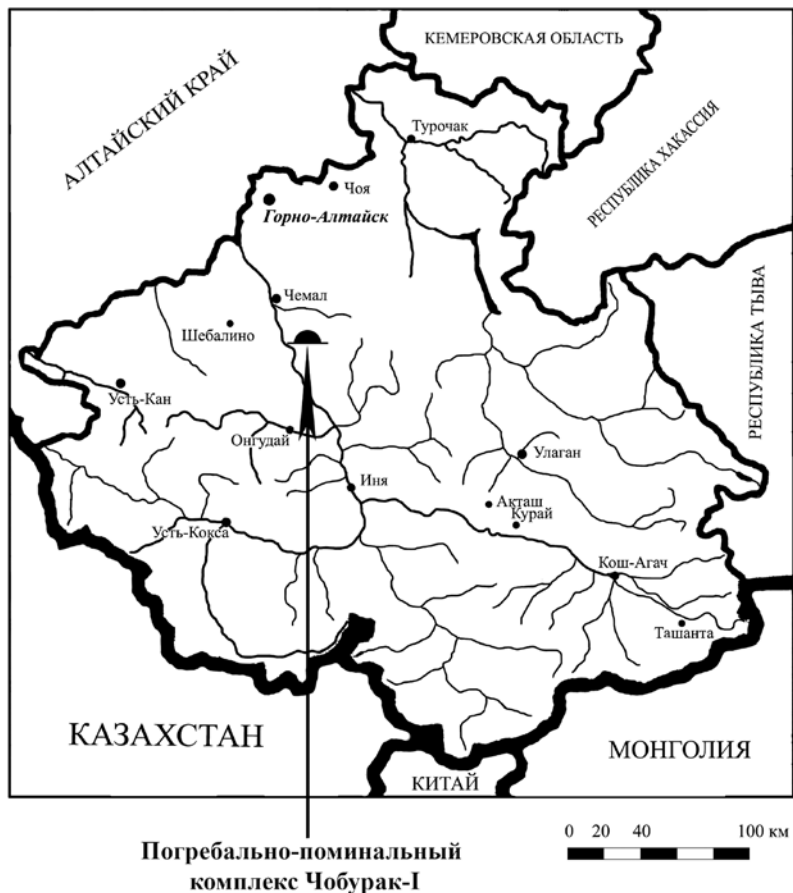 КЕМЕРОВСКАЯ ОБЛАСТЬ
АЛТАЙСКИЙ КРАЙ
РЕСПУБЛИКА ХАКАССИЯ
Турочак
Чоя
Горно-Алтайск
Чемал
Шебалино
РЕСПУБЛИКА ТЫВА
Усть-Кан
Онгудай
Улаган
Иня
Акташ
Курай
Усть-Кокса
Кош-Агач
Ташанта
КАЗАХСТАН
МОНГОЛИЯ
КИТАЙ
Погребально-поминальный
комплекс Чобурак-I
0 20 40 100 км